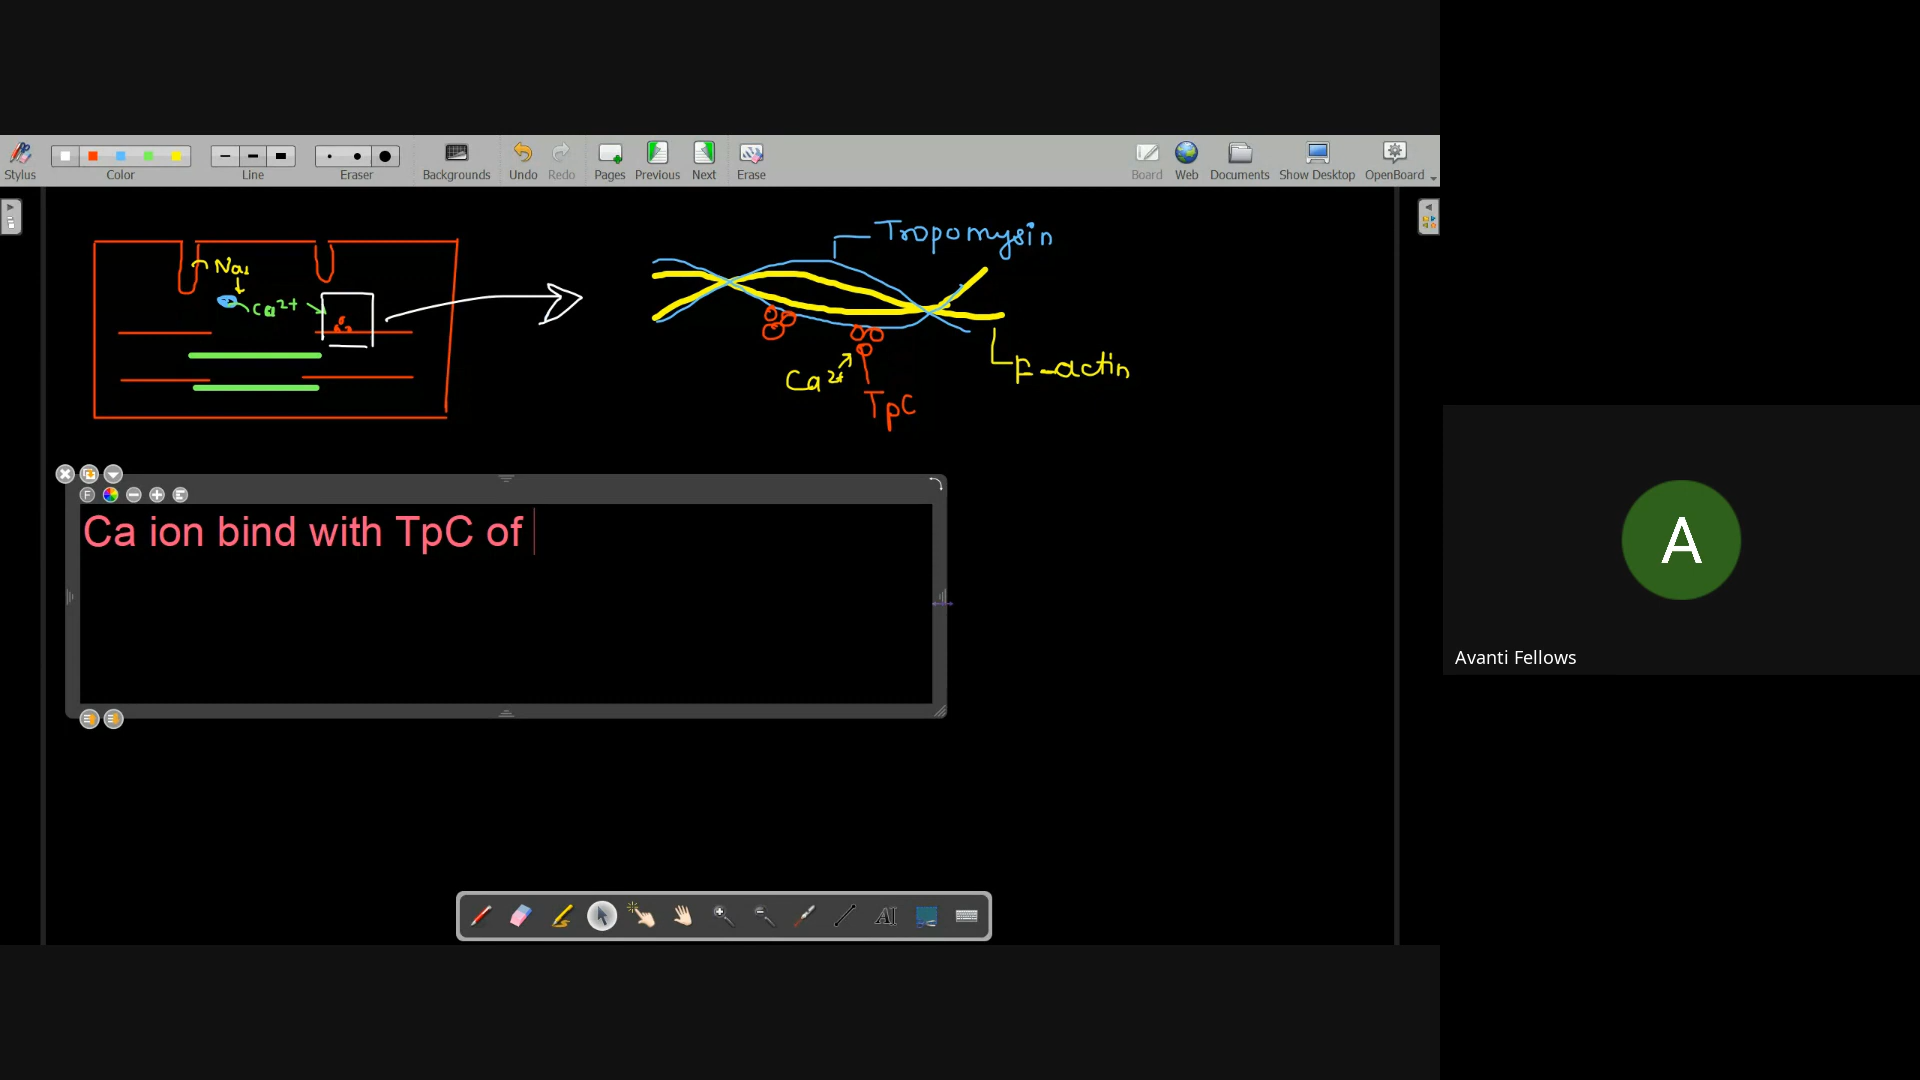 Stylus
Color
Line
Eraser
Backgrounds
Undo
Redo
Pages
Previous
Next
Erase
Board
Web
Documents
Show Desktop
OpenBoard
Tropomysin
Ca²⁺
F-actin
Ca²⁺
TpC
F
Ca ion bind with TpC of
AI
A
Avanti Fellows